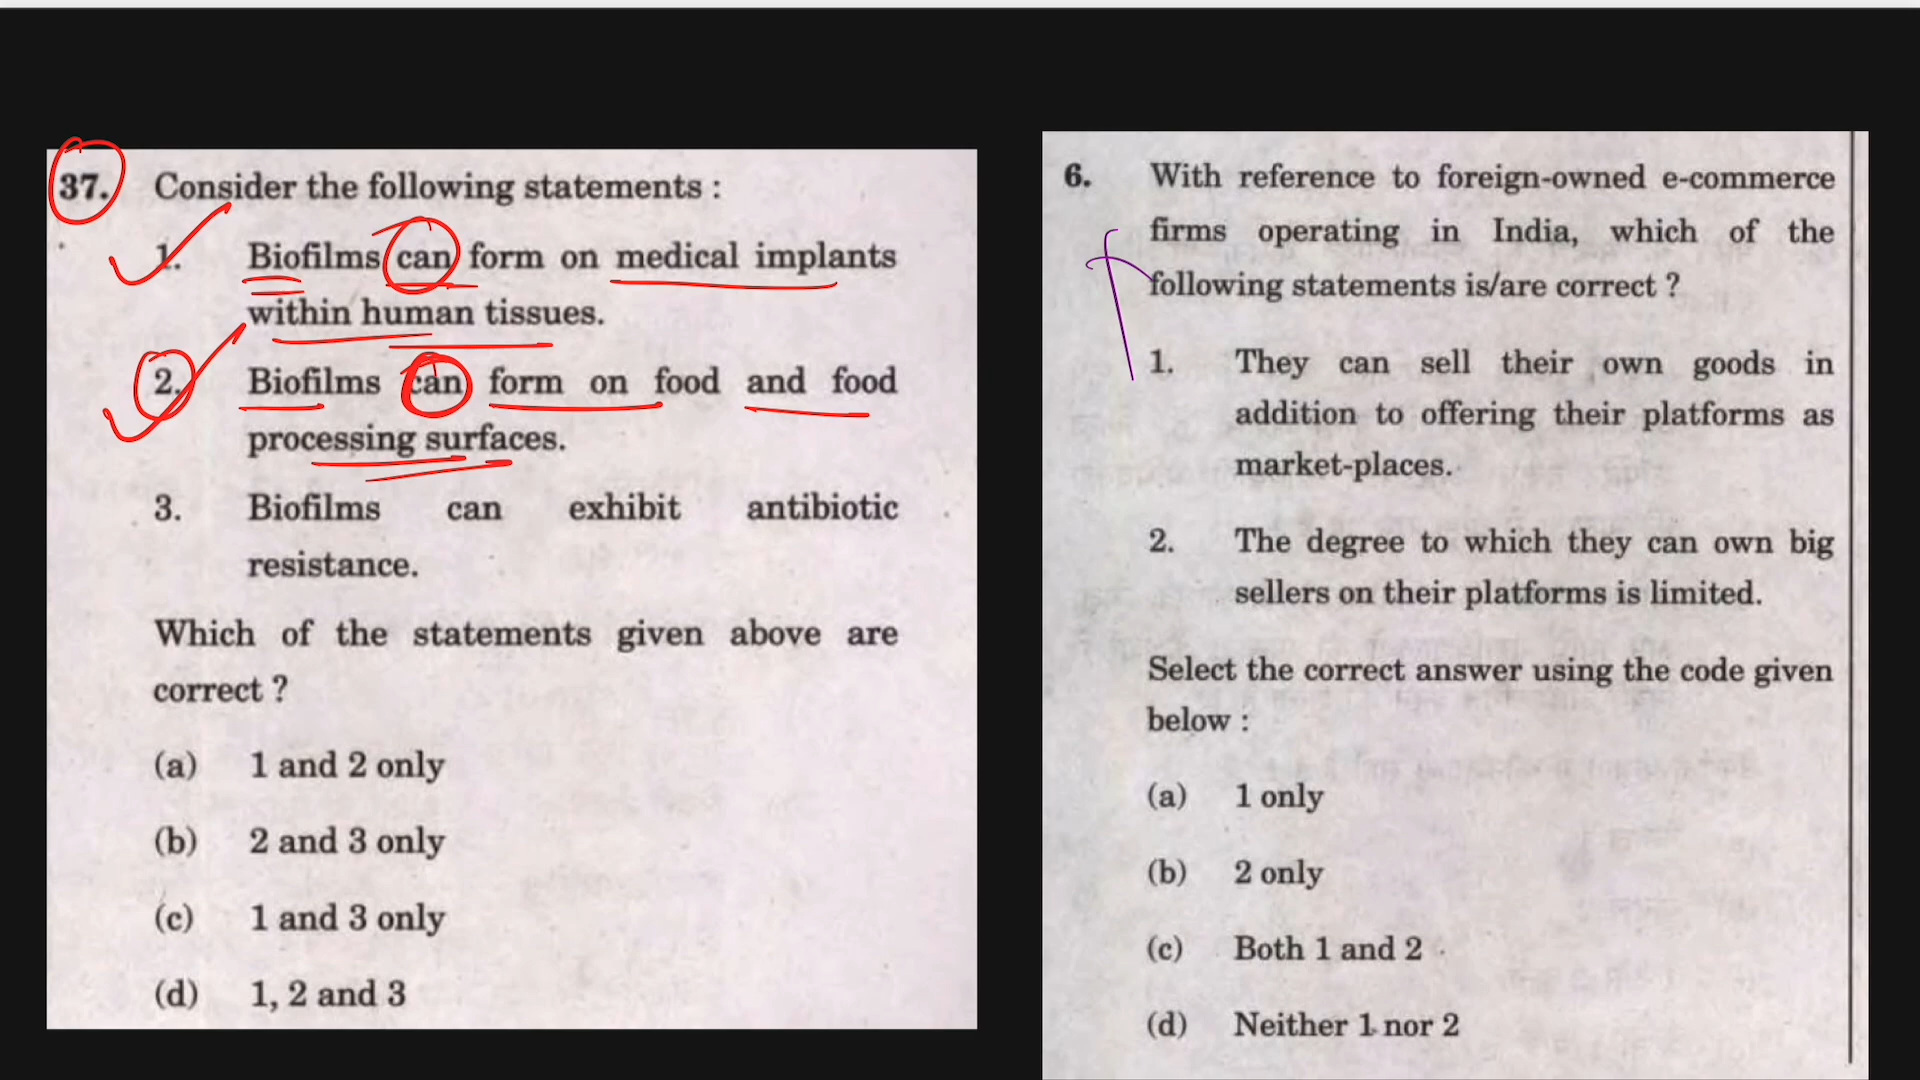 37. Consider the following statements :
1. Biofilms can form on medical implants
within human tissues.
2. Biofilms can form on food and food
processing surfaces.
3. Biofilms can exhibit antibiotic
resistance.
Which of the statements given above are
correct ?
(a) 1 and 2 only
(b) 2 and 3 only
(c) 1 and 3 only
(d) 1, 2 and 3
6. With reference to foreign-owned e-commerce
firms operating in India, which of the
following statements is/are correct ?
1. They can sell their own goods in
addition to offering their platforms as
market-places.
2. The degree to which they can own big
sellers on their platforms is limited.
Select the correct answer using the code given
below :
(a) 1 only
(b) 2 only
(c) Both 1 and 2
(d) Neither 1 nor 2